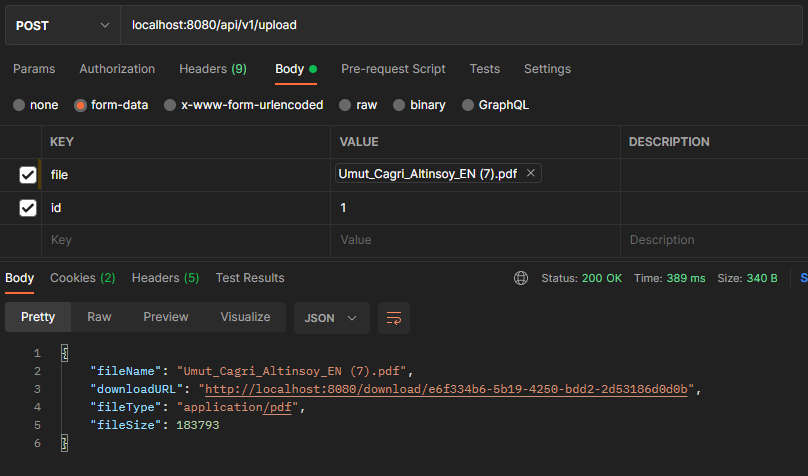 POST localhost:8080/api/v1/upload
Params Authorization Headers (9) Body Pre-request Script Tests Settings
none form-data x-www-form-urlencoded raw binary GraphQL
KEY VALUE DESCRIPTION
file Umut_Cagri_Altinsoy_EN (7).pdf ×
id 1
Key Value Description
Body Cookies (2) Headers (5) Test Results Status: 200 OK Time: 389 ms Size: 340 B S
Pretty Raw Preview Visualize JSON
1 {
2 "fileName": "Umut_Cagri_Altinsoy_EN (7).pdf",
3 "downloadURL": "http://localhost:8080/download/e6f334b6-5b19-4250-bdd2-2d53186d0d0b",
4 "fileType": "application/pdf",
5 "fileSize": 183793
6 }